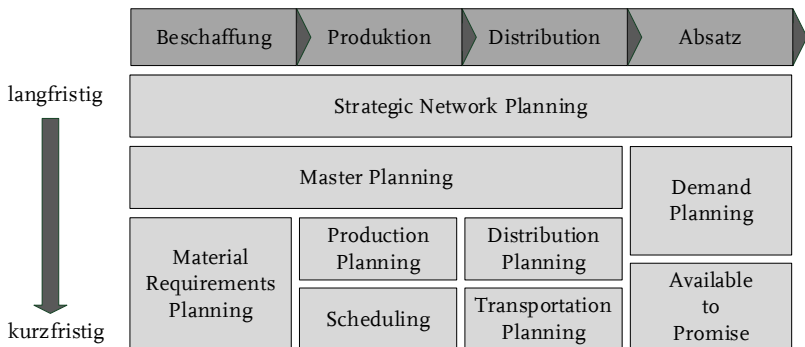 Beschaffung
Produktion
Distribution
Absatz
langfristig
Strategic Network Planning
Master Planning
Demand
Planning
Material
Requirements
Planning
Production
Planning
Distribution
Planning
Scheduling
Transportation
Planning
Available
to
Promise
kurzfristig